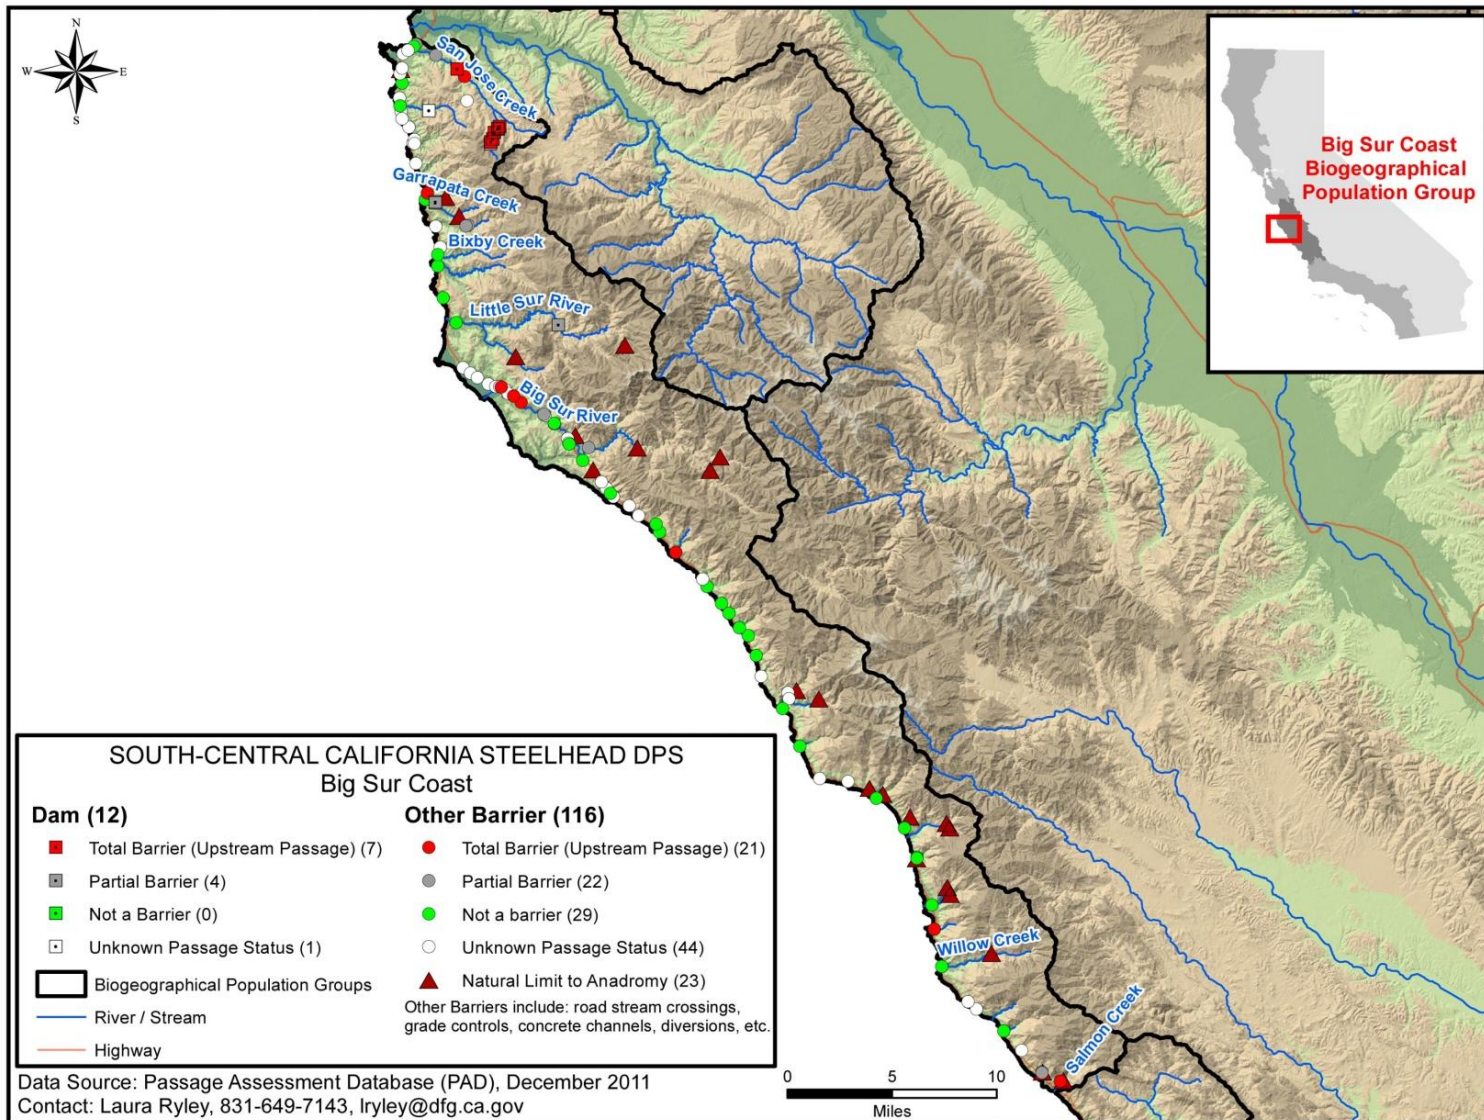 N
W E
S
San Jose Creek
Garrapata Creek
Bixby Creek
Little Sur River
Big Sur River
Willow Creek
Salmon Creek
Big Sur Coast
Biogeographical
Population Group
SOUTH-CENTRAL CALIFORNIA STEELHEAD DPS
Big Sur Coast
Dam (12)
Total Barrier (Upstream Passage) (7)
Partial Barrier (4)
Not a Barrier (0)
Unknown Passage Status (1)
Biogeographical Population Groups
River / Stream
Highway
Other Barrier (116)
Total Barrier (Upstream Passage) (21)
Partial Barrier (22)
Not a barrier (29)
Unknown Passage Status (44)
Natural Limit to Anadromy (23)
Other Barriers include: road stream crossings,
grade controls, concrete channels, diversions, etc.
0 5 10
Miles
Data Source: Passage Assessment Database (PAD), December 2011
Contact: Laura Ryley, 831-649-7143, lryley@dfg.ca.gov